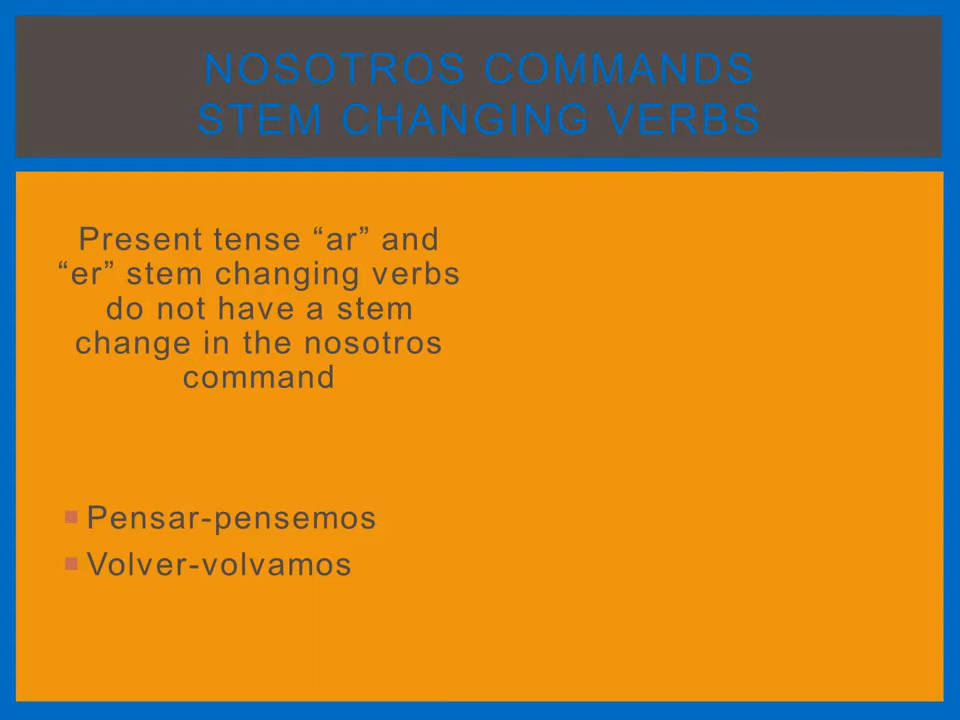 NOSOTROS COMMANDS
STEM CHANGING VERBS
Present tense “ar” and
“er” stem changing verbs
do not have a stem
change in the nosotros
command
Pensar-pensemos
Volver-volvamos